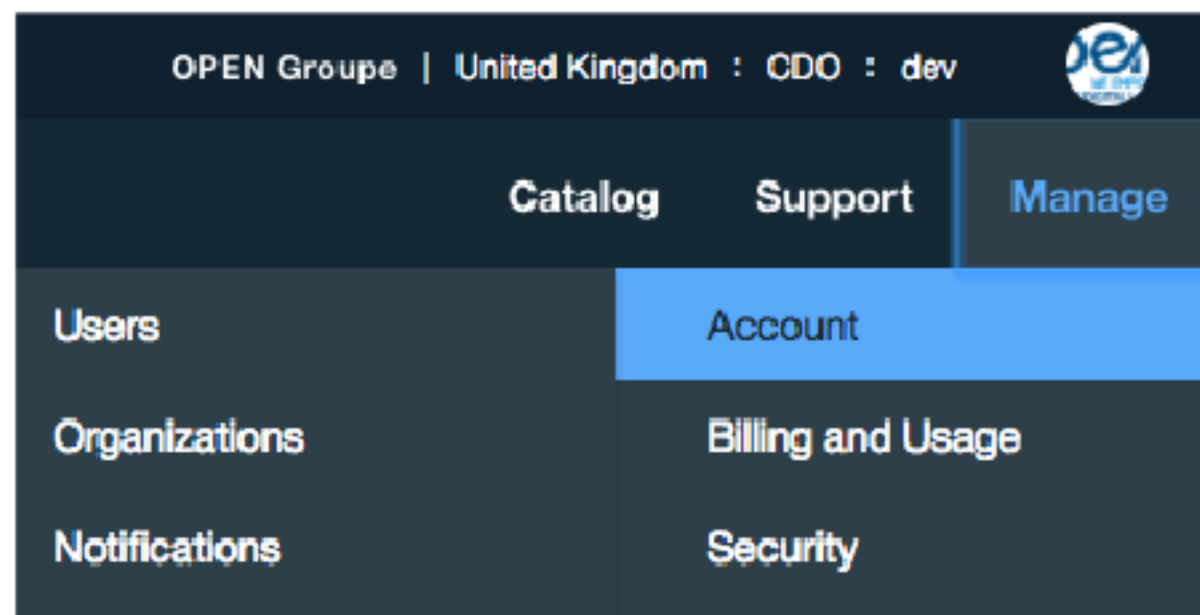 OPEN Groupe | United Kingdom : CDO : dev
Catalog Support Manage
Users Account
Organizations Billing and Usage
Notifications Security